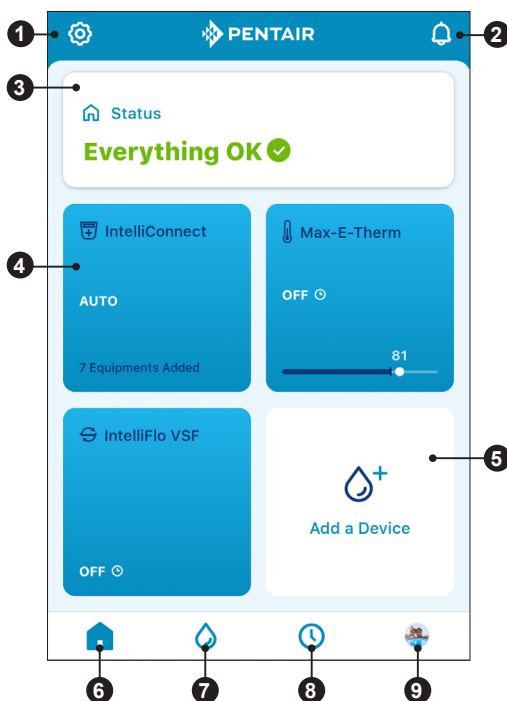 1
PENTAIR
2
3
Status
Everything OK
IntelliConnect
Max-E-Therm
4
AUTO
OFF
81
7 Equipments Added
IntelliFlo VSF
5
Add a Device
OFF
6
7
8
9